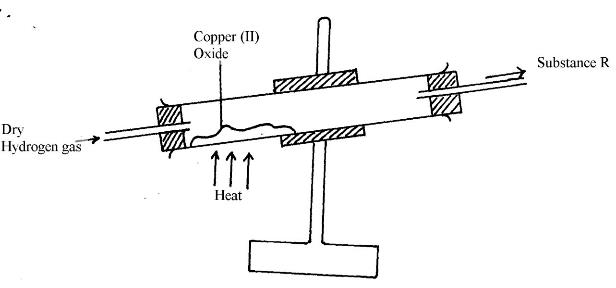 Copper (II)
Oxide
Substance R
Dry
Hydrogen gas
Heat